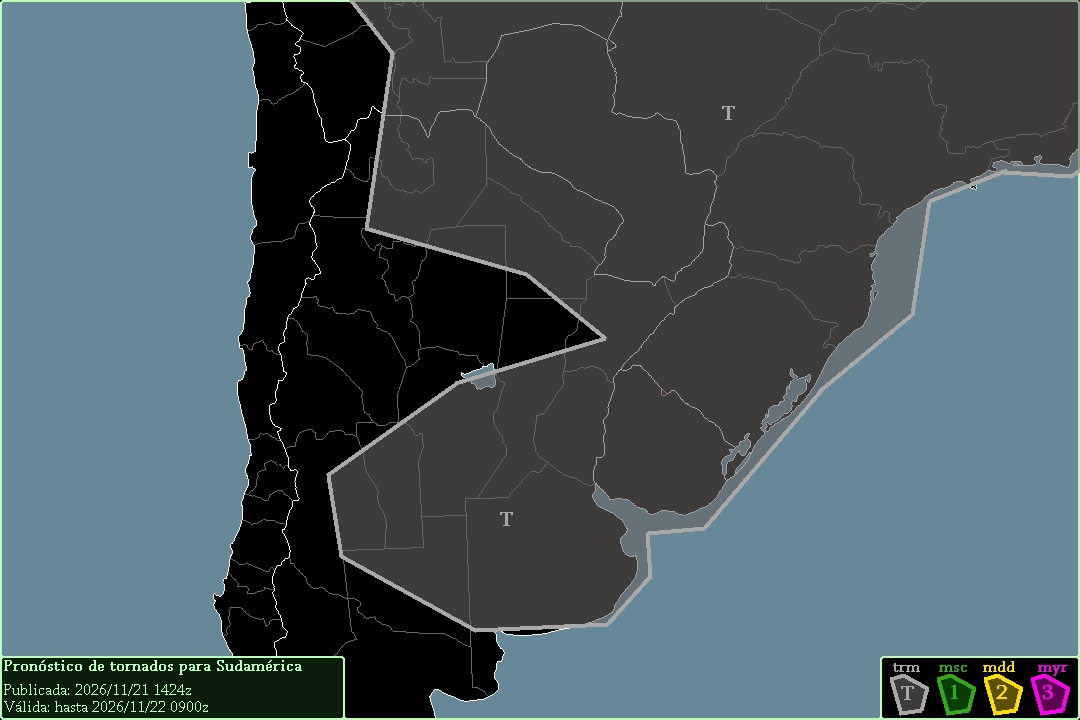 T
T
Pronóstico de tornados para Sudamérica
Publicada: 2026/11/21 1424z
Válida: hasta 2026/11/22 0900z
trm msc mdd myr
T 1 2 3